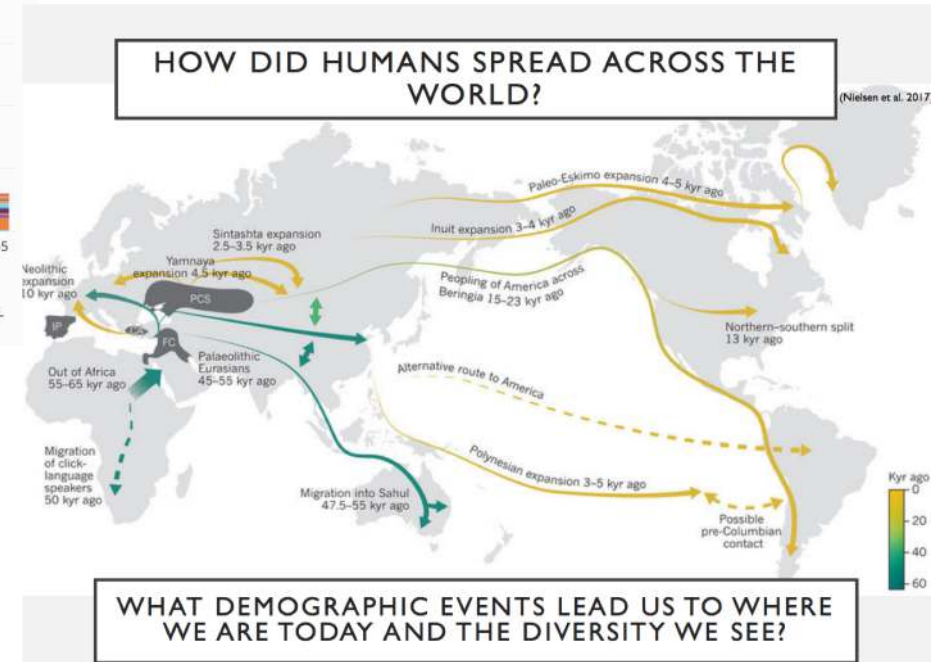 HOW DID HUMANS SPREAD ACROSS THE
WORLD?
(Nielsen et al. 2017)
Paleo-Eskimo expansion 4–5 kyr ago
Inuit expansion 3–4 kyr ago
Sintashta expansion
2.5–3.5 kyr ago
Yamnaya
expansion 4.5 kyr ago
Neolithic
expansion
10 kyr ago
PCS
IP
FC
Peopling of America across
Beringia 15–23 kyr ago
Northern–southern split
13 kyr ago
Out of Africa
55–65 kyr ago
Palaeolithic
Eurasians
45–55 kyr ago
Alternative route to America
Migration
of click-
language
speakers
50 kyr ago
Migration into Sahul
47.5–55 kyr ago
Polynesian expansion 3–5 kyr ago
Possible
pre-Columbian
contact
Kyr ago
0
20
40
60
WHAT DEMOGRAPHIC EVENTS LEAD US TO WHERE
WE ARE TODAY AND THE DIVERSITY WE SEE?